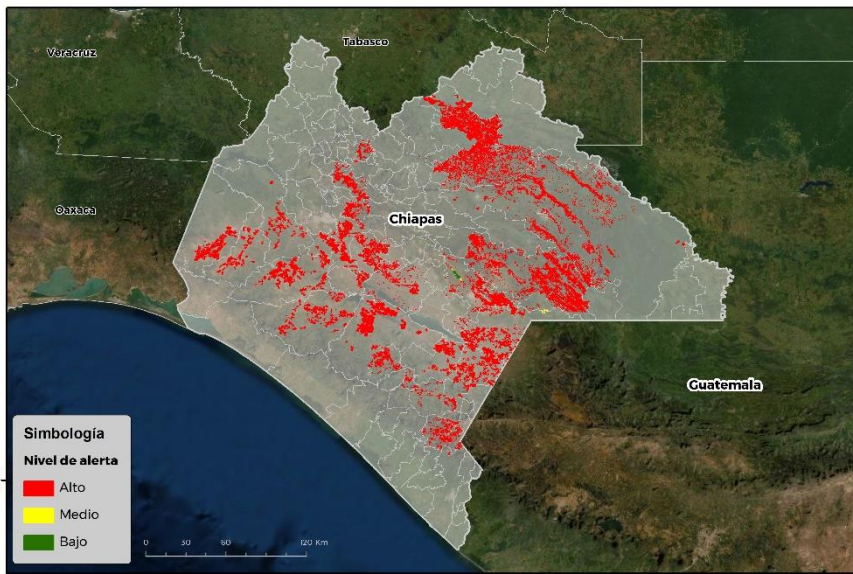 Veracruz
Tabasco
Oaxaca
Chiapas
Guatemala
Simbología
Nivel de alerta
Alto
Medio
Bajo
0 30 60 120 Km